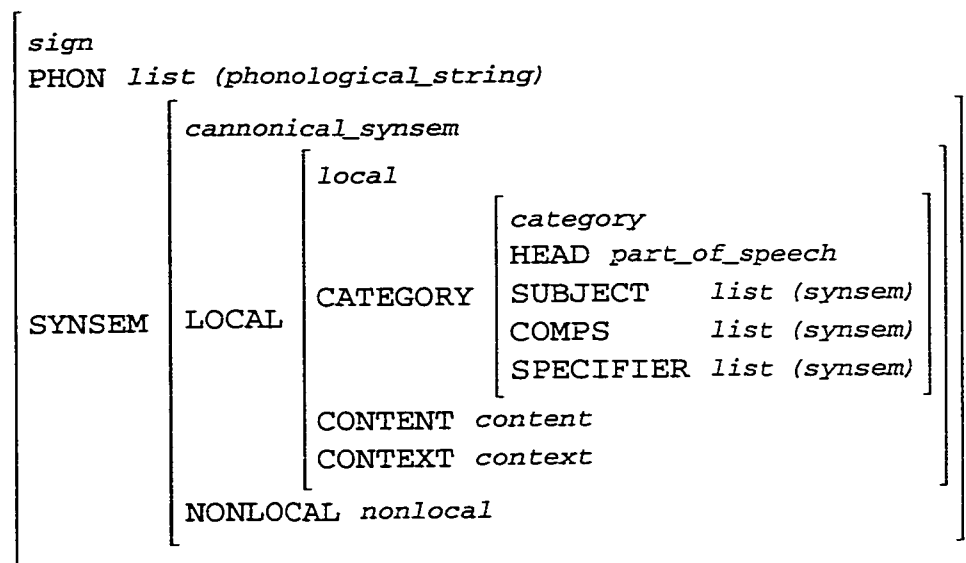 sign
PHON list (phonological_string)
cannonical_synsem
local
category
HEAD part_of_speech
SUBJECT list (synsem)
CATEGORY
COMPS list (synsem)
SYNSEM LOCAL
SPECIFIER list (synsem)
CONTENT content
CONTEXT context
NONLOCAL nonlocal